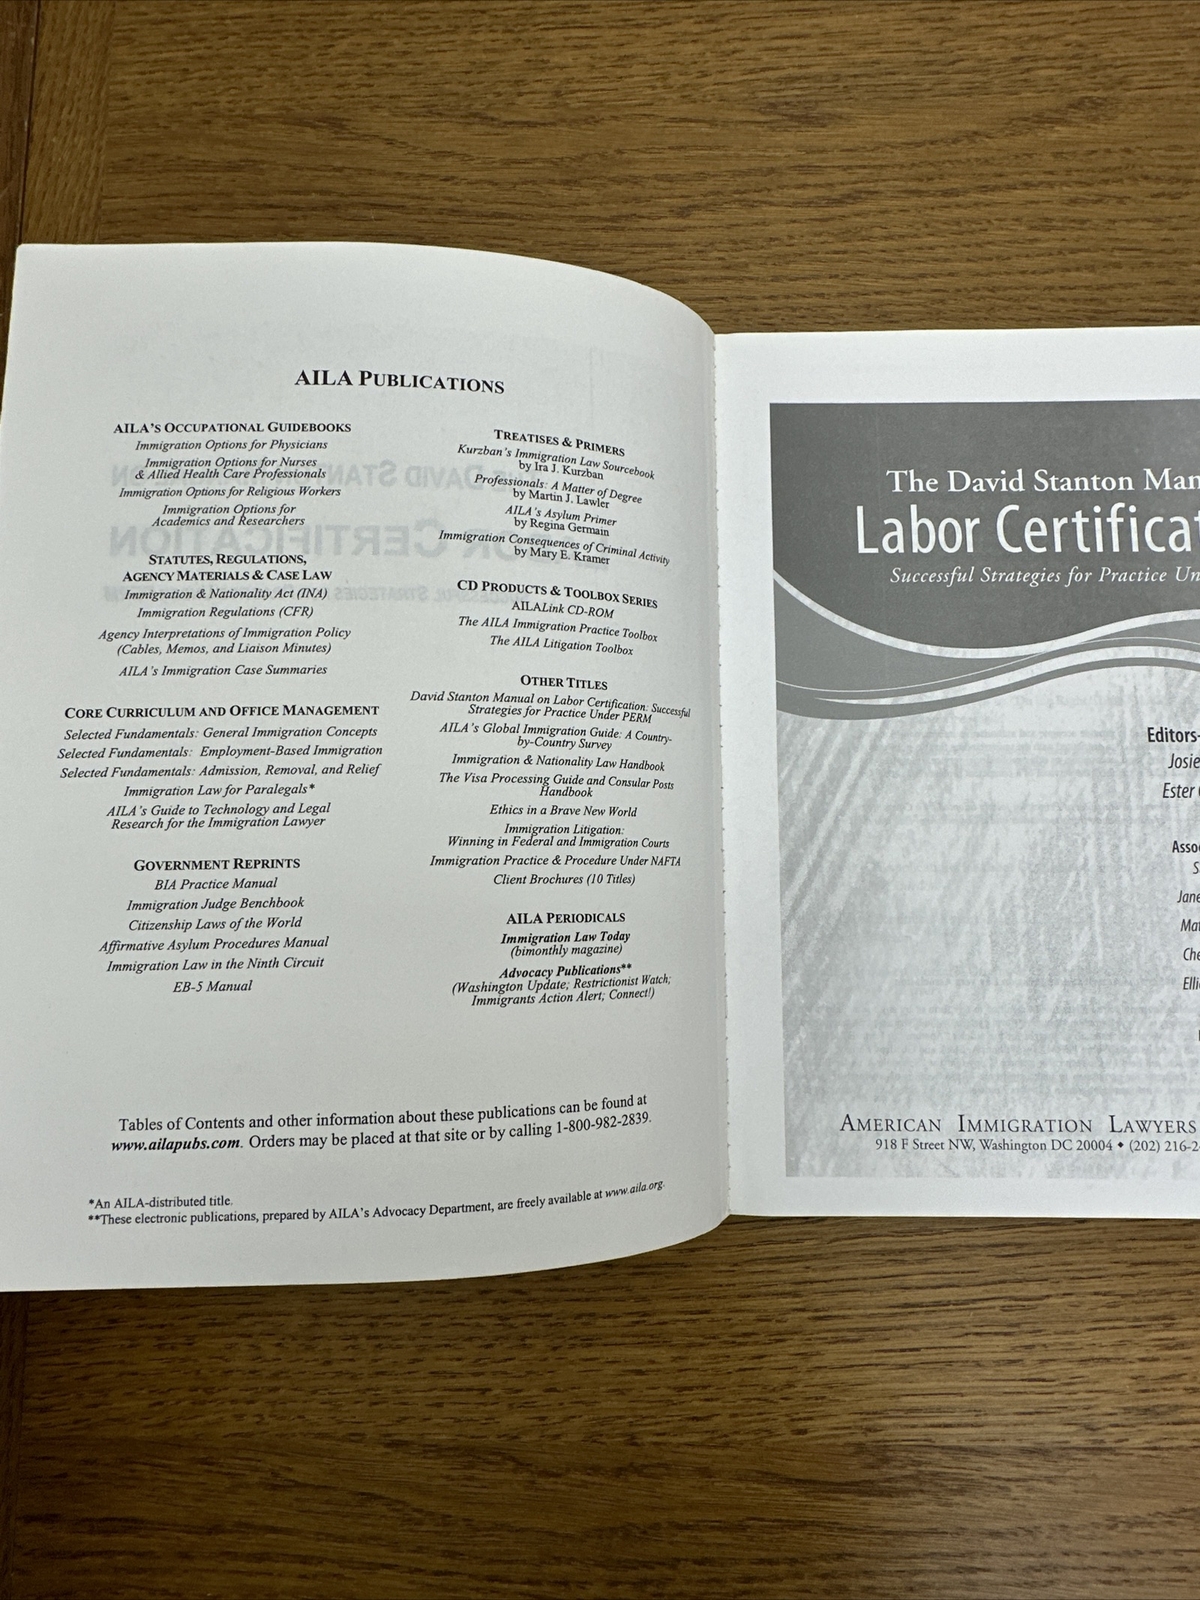 AILA PUBLICATIONS
AILA'S OCCUPATIONAL GUIDEBOOKS
Immigration Options for Physicians
Immigration Options for Nurses
& Allied Health Care Professionals
Immigration Options for Religious Workers
Immigration Options for
Academics and Researchers
STATUTES, REGULATIONS,
AGENCY MATERIALS & CASE LAW
Immigration & Nationality Act (INA)
Immigration Regulations (CFR)
Agency Interpretations of Immigration Policy
(Cables, Memos, and Liaison Minutes)
AILA's Immigration Case Summaries
CORE CURRICULUM AND OFFICE MANAGEMENT
Selected Fundamentals: General Immigration Concepts
Selected Fundamentals: Employment-Based Immigration
Selected Fundamentals: Admission, Removal, and Relief
Immigration Law for Paralegals*
AILA's Guide to Technology and Legal
Research for the Immigration Lawyer
GOVERNMENT REPRINTS
BIA Practice Manual
Immigration Judge Benchbook
Citizenship Laws of the World
Affirmative Asylum Procedures Manual
Immigration Law in the Ninth Circuit
EB-5 Manual
TREATISES & PRIMERS
Kurzban's Immigration Law Sourcebook
by Ira J. Kurzban
Professionals: A Matter of Degree
by Martin J. Lawler
AILA's Asylum Primer
by Regina Germain
Immigration Consequences of Criminal Activity
by Mary E. Kramer
CD PRODUCTS & TOOLBOX SERIES
AILALink CD-ROM
The AILA Immigration Practice Toolbox
The AILA Litigation Toolbox
OTHER TITLES
David Stanton Manual on Labor Certification: Successful
Strategies for Practice Under PERM
AILA's Global Immigration Guide: A Country-
by-Country Survey
Immigration & Nationality Law Handbook
The Visa Processing Guide and Consular Posts
Handbook
Ethics in a Brave New World
Immigration Litigation:
Winning in Federal and Immigration Courts
Immigration Practice & Procedure Under NAFTA
Client Brochures (10 Titles)
AILA PERIODICALS
Immigration Law Today
(bimonthly magazine)
Advocacy Publications**
(Washington Update; Restrictionist Watch;
Immigrants Action Alert; Connect!)
Tables of Contents and other information about these publications can be found at
www.ailapubs.com. Orders may be placed at that site or by calling 1-800-982-2839.
*An AILA-distributed title.
**These electronic publications, prepared by AILA's Advocacy Department, are freely available at www.aila.org.
The David Stanton Man
Labor Certificat
Successful Strategies for Practice Un
Editors-
Josie
Ester
Asso
S
Jane
Mat
Che
Elli
AMERICAN IMMIGRATION LAWYERS
918 F Street NW, Washington DC 20004 ♦ (202) 216-2